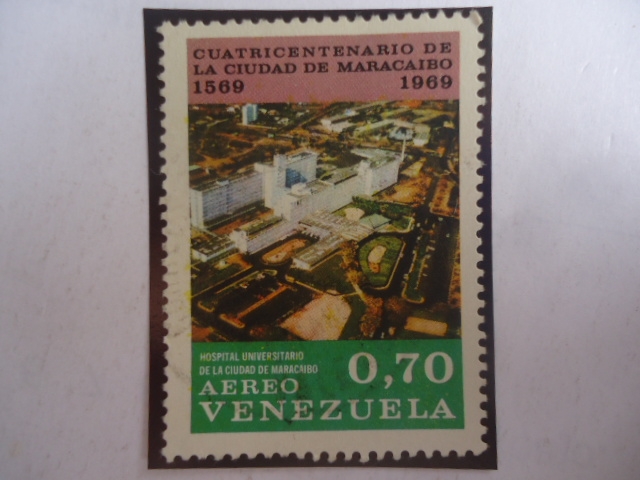 CUATRICENTENARIO DE
LA CIUDAD DE MARACAIBO
1569 1969
HOSPITAL UNIVERSITARIO
DE LA CIUDAD DE MARACAIBO
0,70
AEREO
VENEZUELA